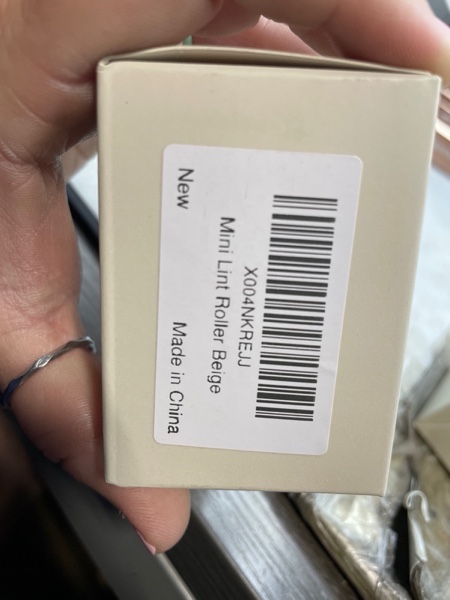 X004NKREJJ
Mini Lint Roller Beige
New Made in China